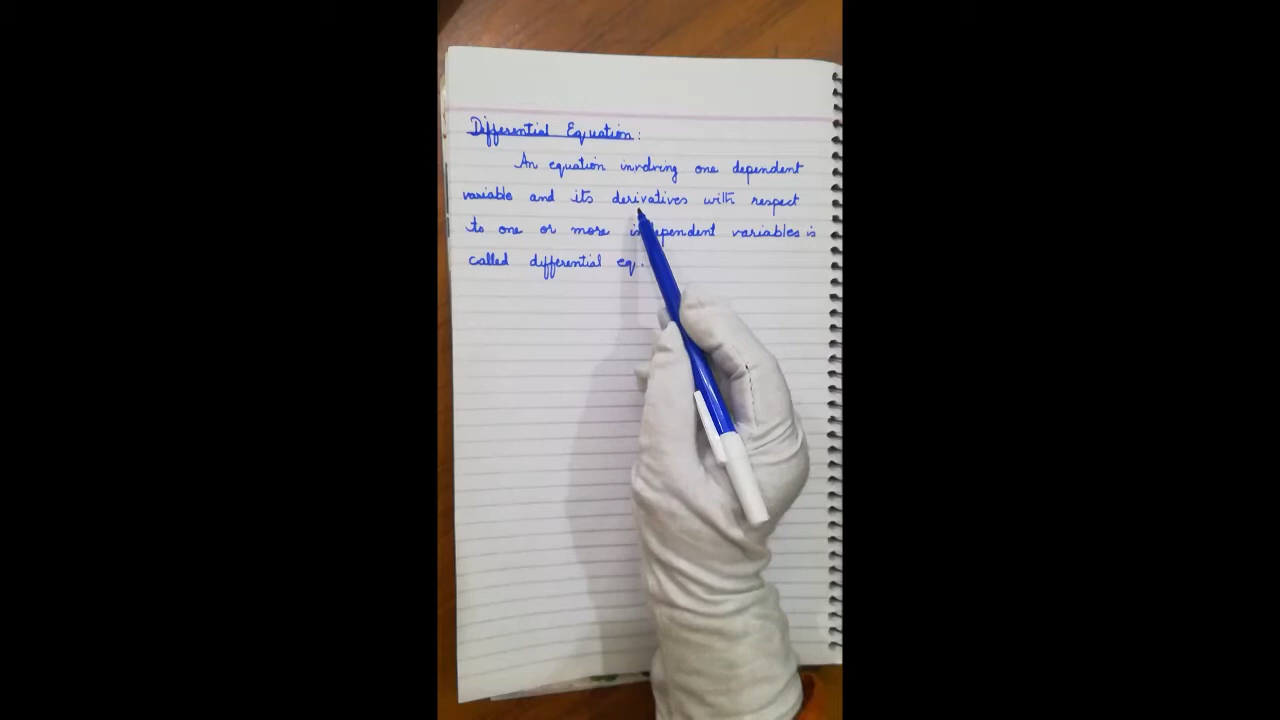 Differential Equation:
An equation involving one dependent
variable and its derivatives with respect
to one or more independent variables is
called differential eq.